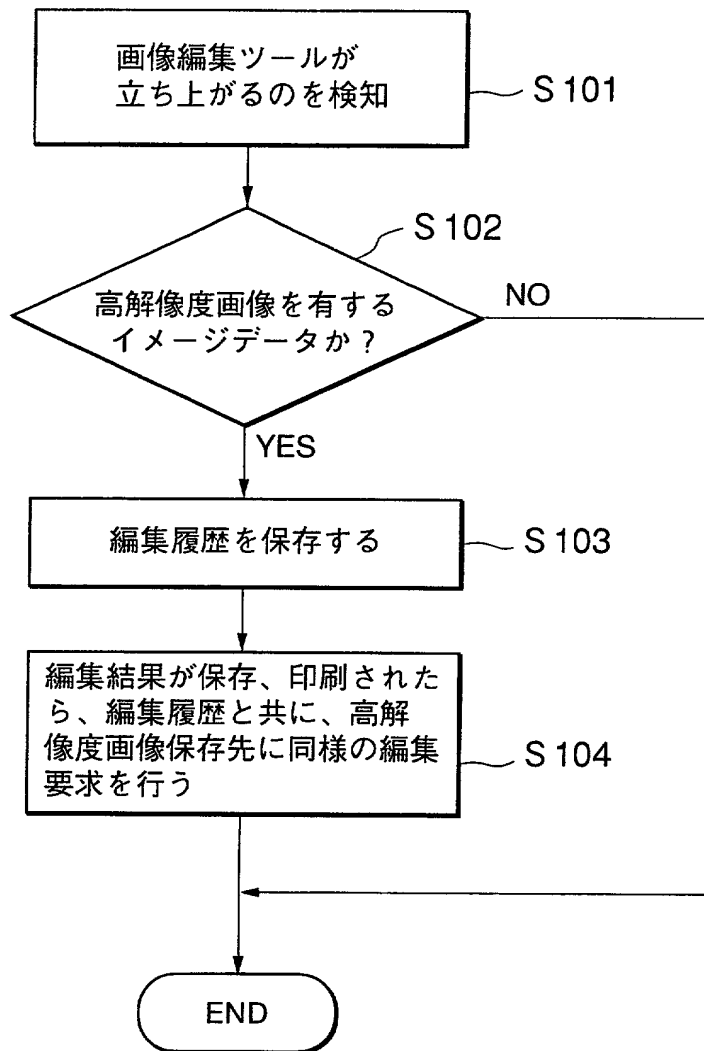 画像編集ツールが
立ち上がるのを検知
S101
S102
高解像度画像を有する
イメージデータか?
NO
YES
編集履歴を保存する
S103
編集結果が保存、印刷された
ら、編集履歴と共に、高解
像度画像保存先に同様の編集
要求を行う
S104
END